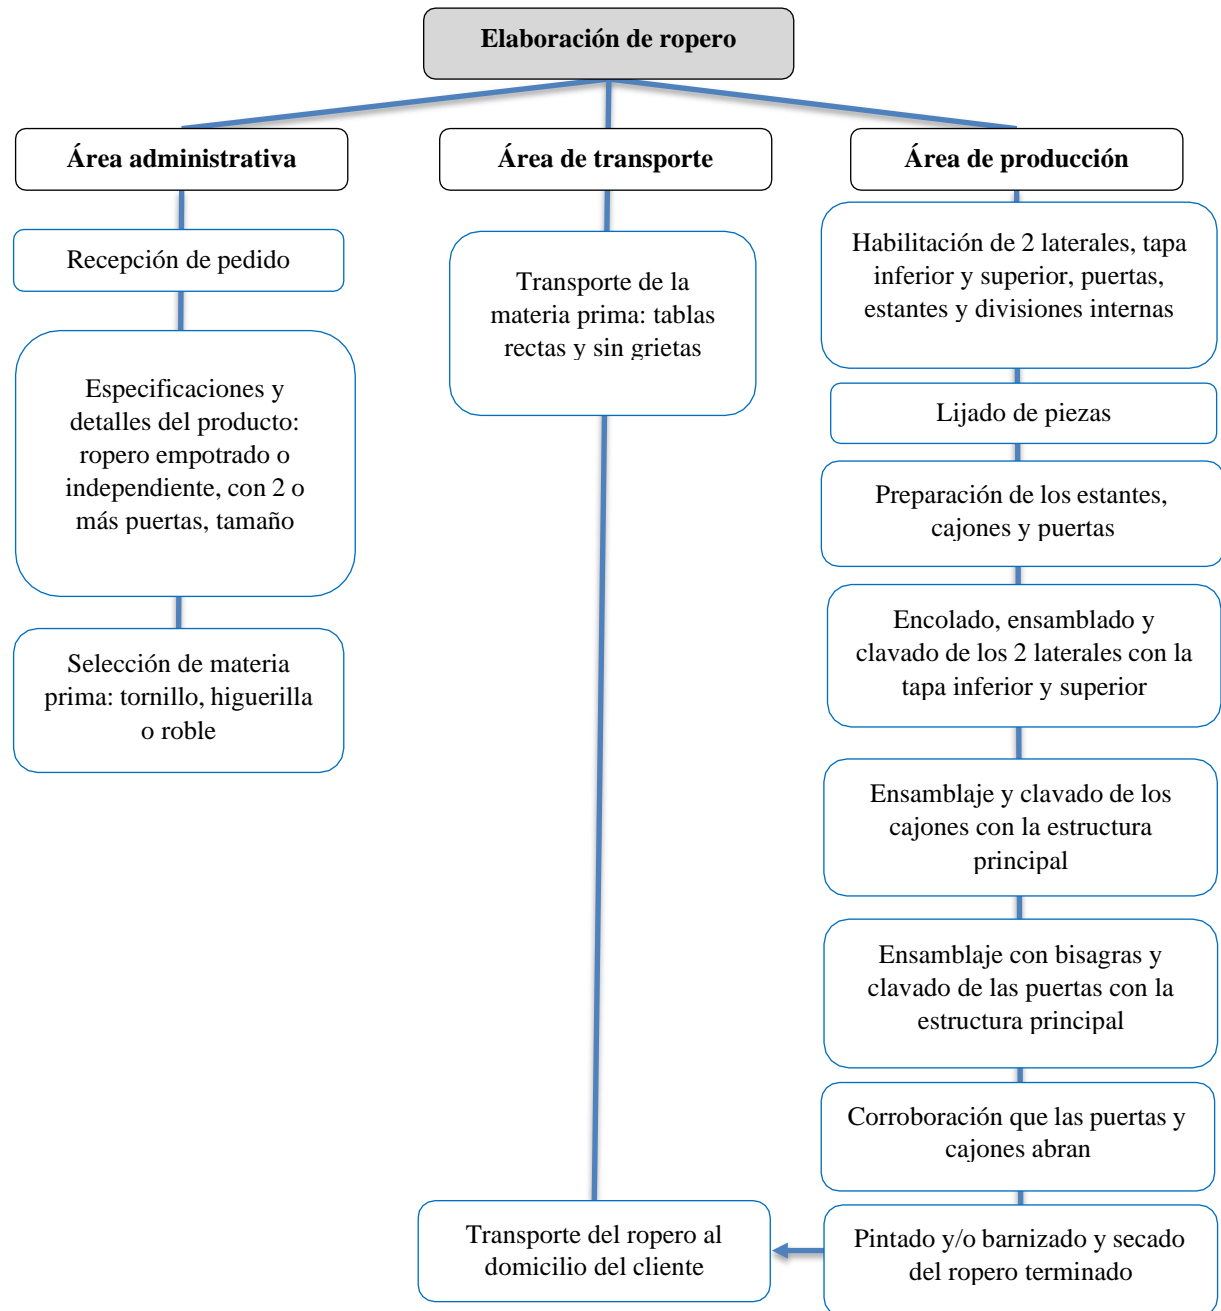 Elaboración de ropero
Área administrativa
Recepción de pedido
Especificaciones y
detalles del producto:
ropero empotrado o
independiente, con 2 o
más puertas, tamaño
Selección de materia
prima: tornillo, higuerilla
o roble
Área de transporte
Transporte de la
materia prima: tablas
rectas y sin grietas
Transporte del ropero al
domicilio del cliente
Área de producción
Habilitación de 2 laterales, tapa
inferior y superior, puertas,
estantes y divisiones internas
Lijado de piezas
Preparación de los estantes,
cajones y puertas
Encolado, ensamblado y
clavado de los 2 laterales con la
tapa inferior y superior
Ensamblaje y clavado de los
cajones con la estructura
principal
Ensamblaje con bisagras y
clavado de las puertas con la
estructura principal
Corroboración que las puertas y
cajones abran
Pintado y/o barnizado y secado
del ropero terminado